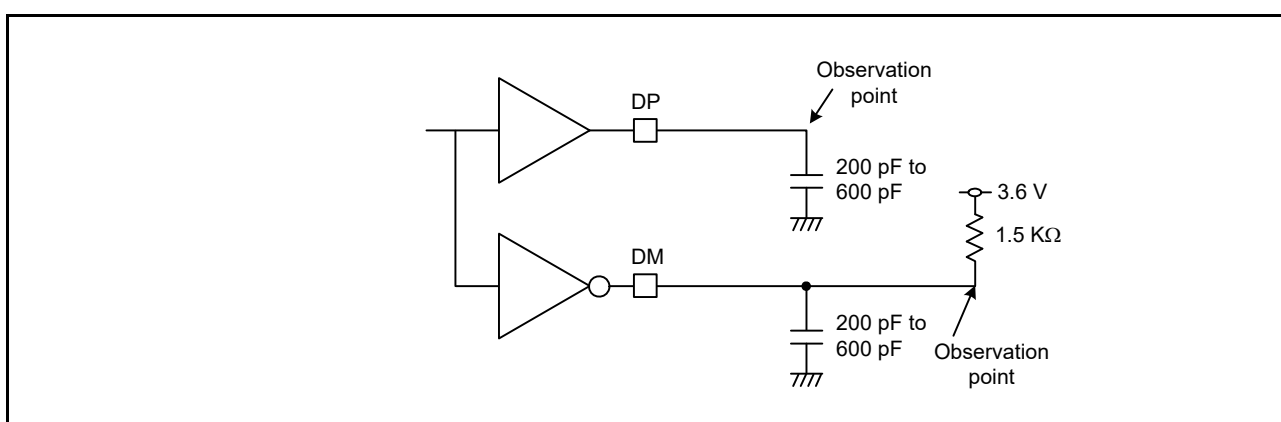 Observation
point
DP
200 pF to
600 pF
3.6 V
1.5 KΩ
DM
200 pF to
600 pF
Observation
point